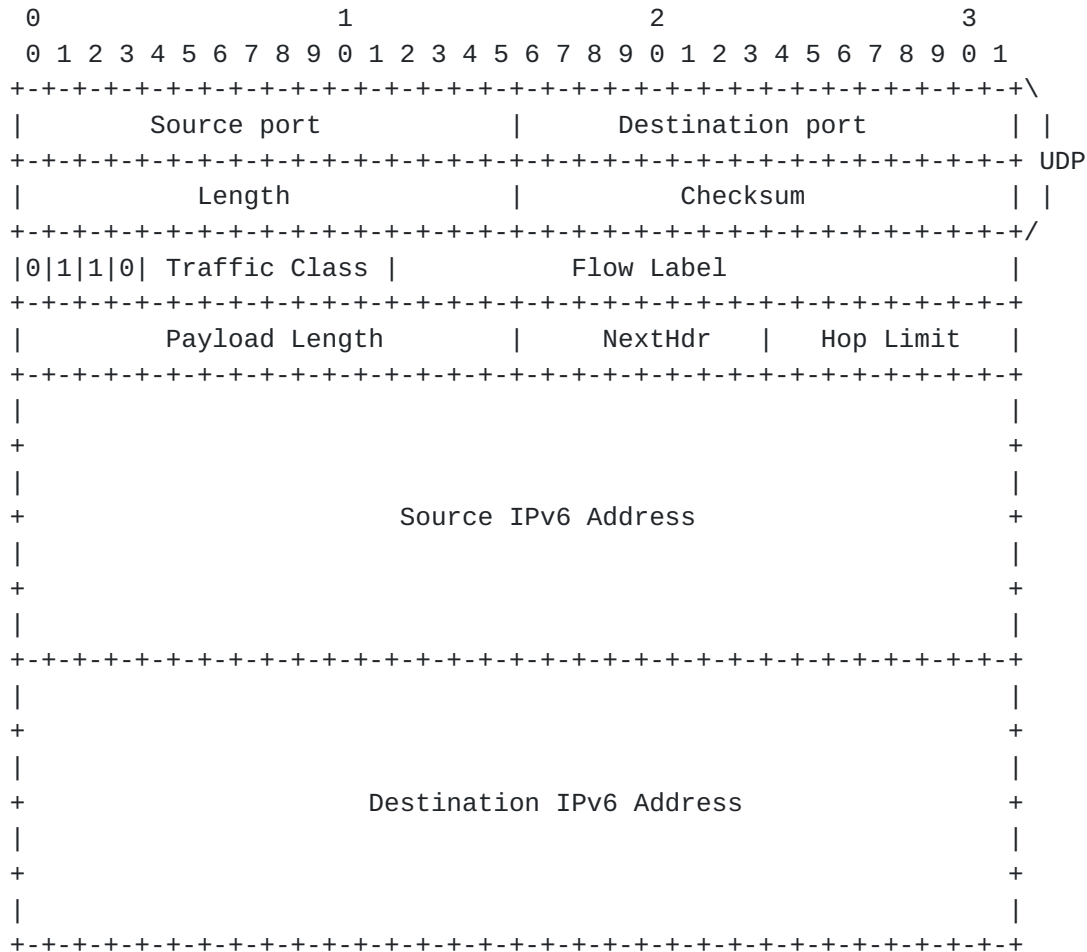 0                   1                   2                   3
 0 1 2 3 4 5 6 7 8 9 0 1 2 3 4 5 6 7 8 9 0 1 2 3 4 5 6 7 8 9 0 1
+-+-+-+-+-+-+-+-+-+-+-+-+-+-+-+-+-+-+-+-+-+-+-+-+-+-+-+-+-+-+-+-+\
|        Source port            |      Destination port         | |
+-+-+-+-+-+-+-+-+-+-+-+-+-+-+-+-+-+-+-+-+-+-+-+-+-+-+-+-+-+-+-+-+ UDP
|           Length              |          Checksum             | |
+-+-+-+-+-+-+-+-+-+-+-+-+-+-+-+-+-+-+-+-+-+-+-+-+-+-+-+-+-+-+-+-+/
|0|1|1|0| Traffic Class |           Flow Label                  |
+-+-+-+-+-+-+-+-+-+-+-+-+-+-+-+-+-+-+-+-+-+-+-+-+-+-+-+-+-+-+-+-+
|         Payload Length        |     NextHdr   |   Hop Limit   |
+-+-+-+-+-+-+-+-+-+-+-+-+-+-+-+-+-+-+-+-+-+-+-+-+-+-+-+-+-+-+-+-+
|                                                               |
+                                                               +
|                                                               |
+                        Source IPv6 Address                    +
|                                                               |
+                                                               +
|                                                               |
+-+-+-+-+-+-+-+-+-+-+-+-+-+-+-+-+-+-+-+-+-+-+-+-+-+-+-+-+-+-+-+-+
|                                                               |
+                                                               +
|                                                               |
+                      Destination IPv6 Address                 +
|                                                               |
+                                                               +
|                                                               |
+-+-+-+-+-+-+-+-+-+-+-+-+-+-+-+-+-+-+-+-+-+-+-+-+-+-+-+-+-+-+-+-+